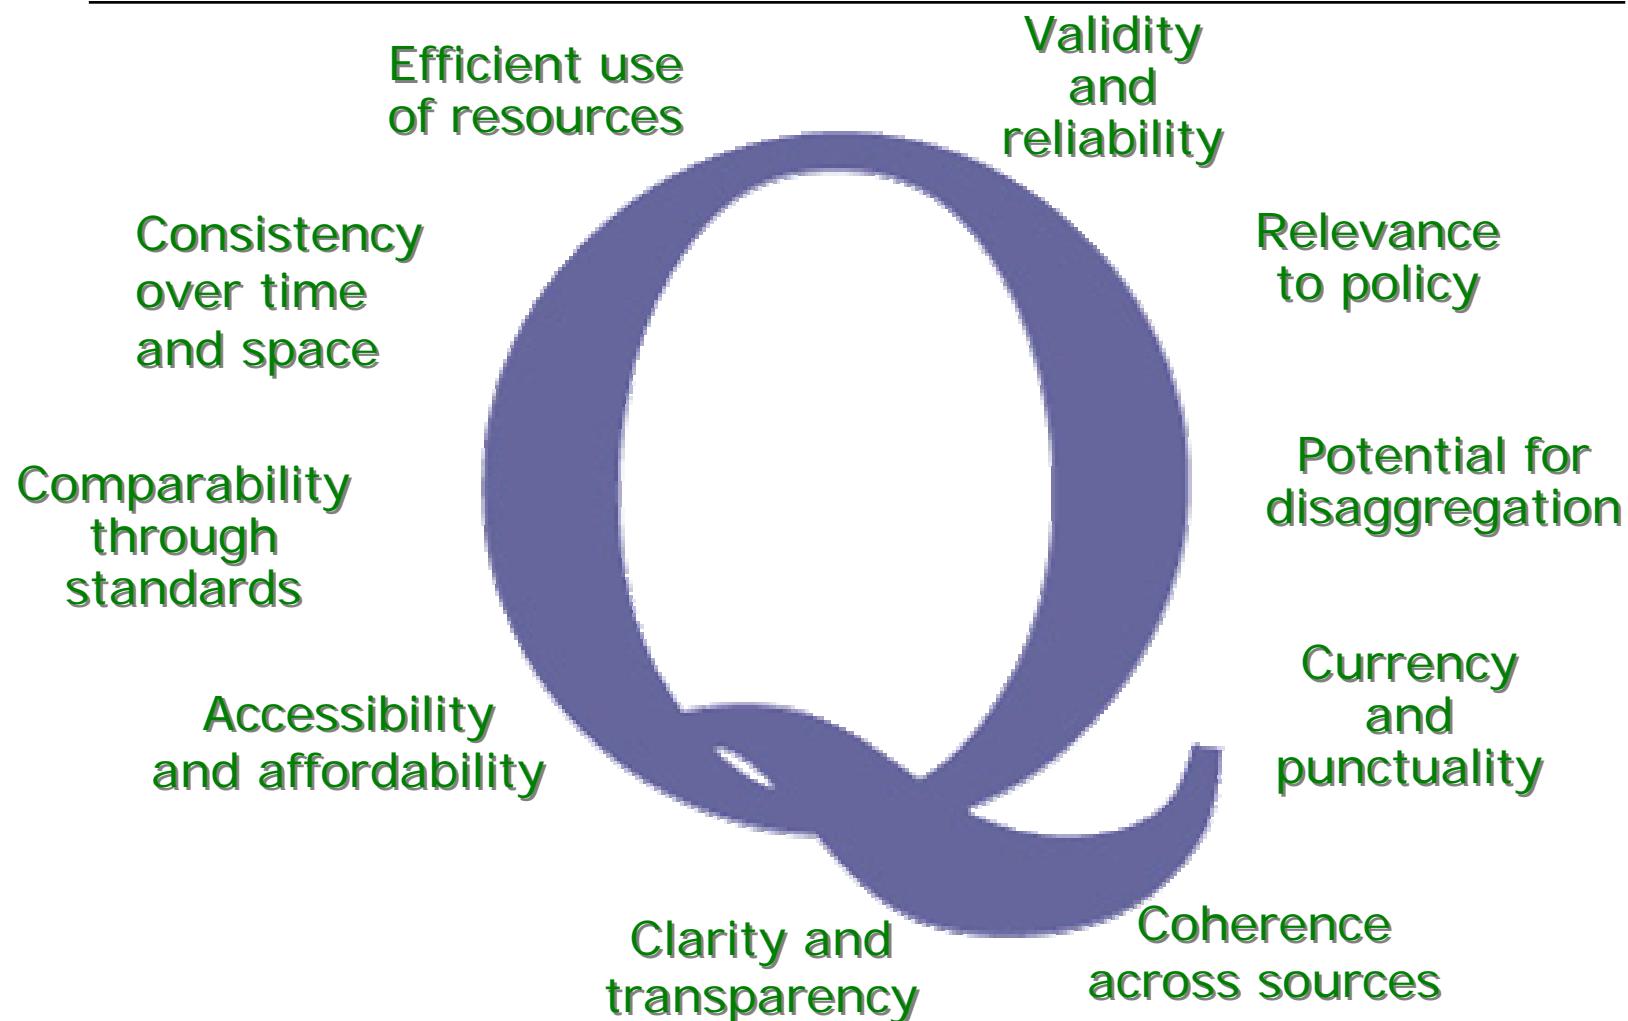 Efficient use
of resources
Validity
and
reliability
Relevance
to policy
Potential for
disaggregation
Currency
and
punctuality
Coherence
across sources
Clarity and
transparency
Accessibility
and affordability
Comparability
through
standards
Consistency
over time
and space
Q